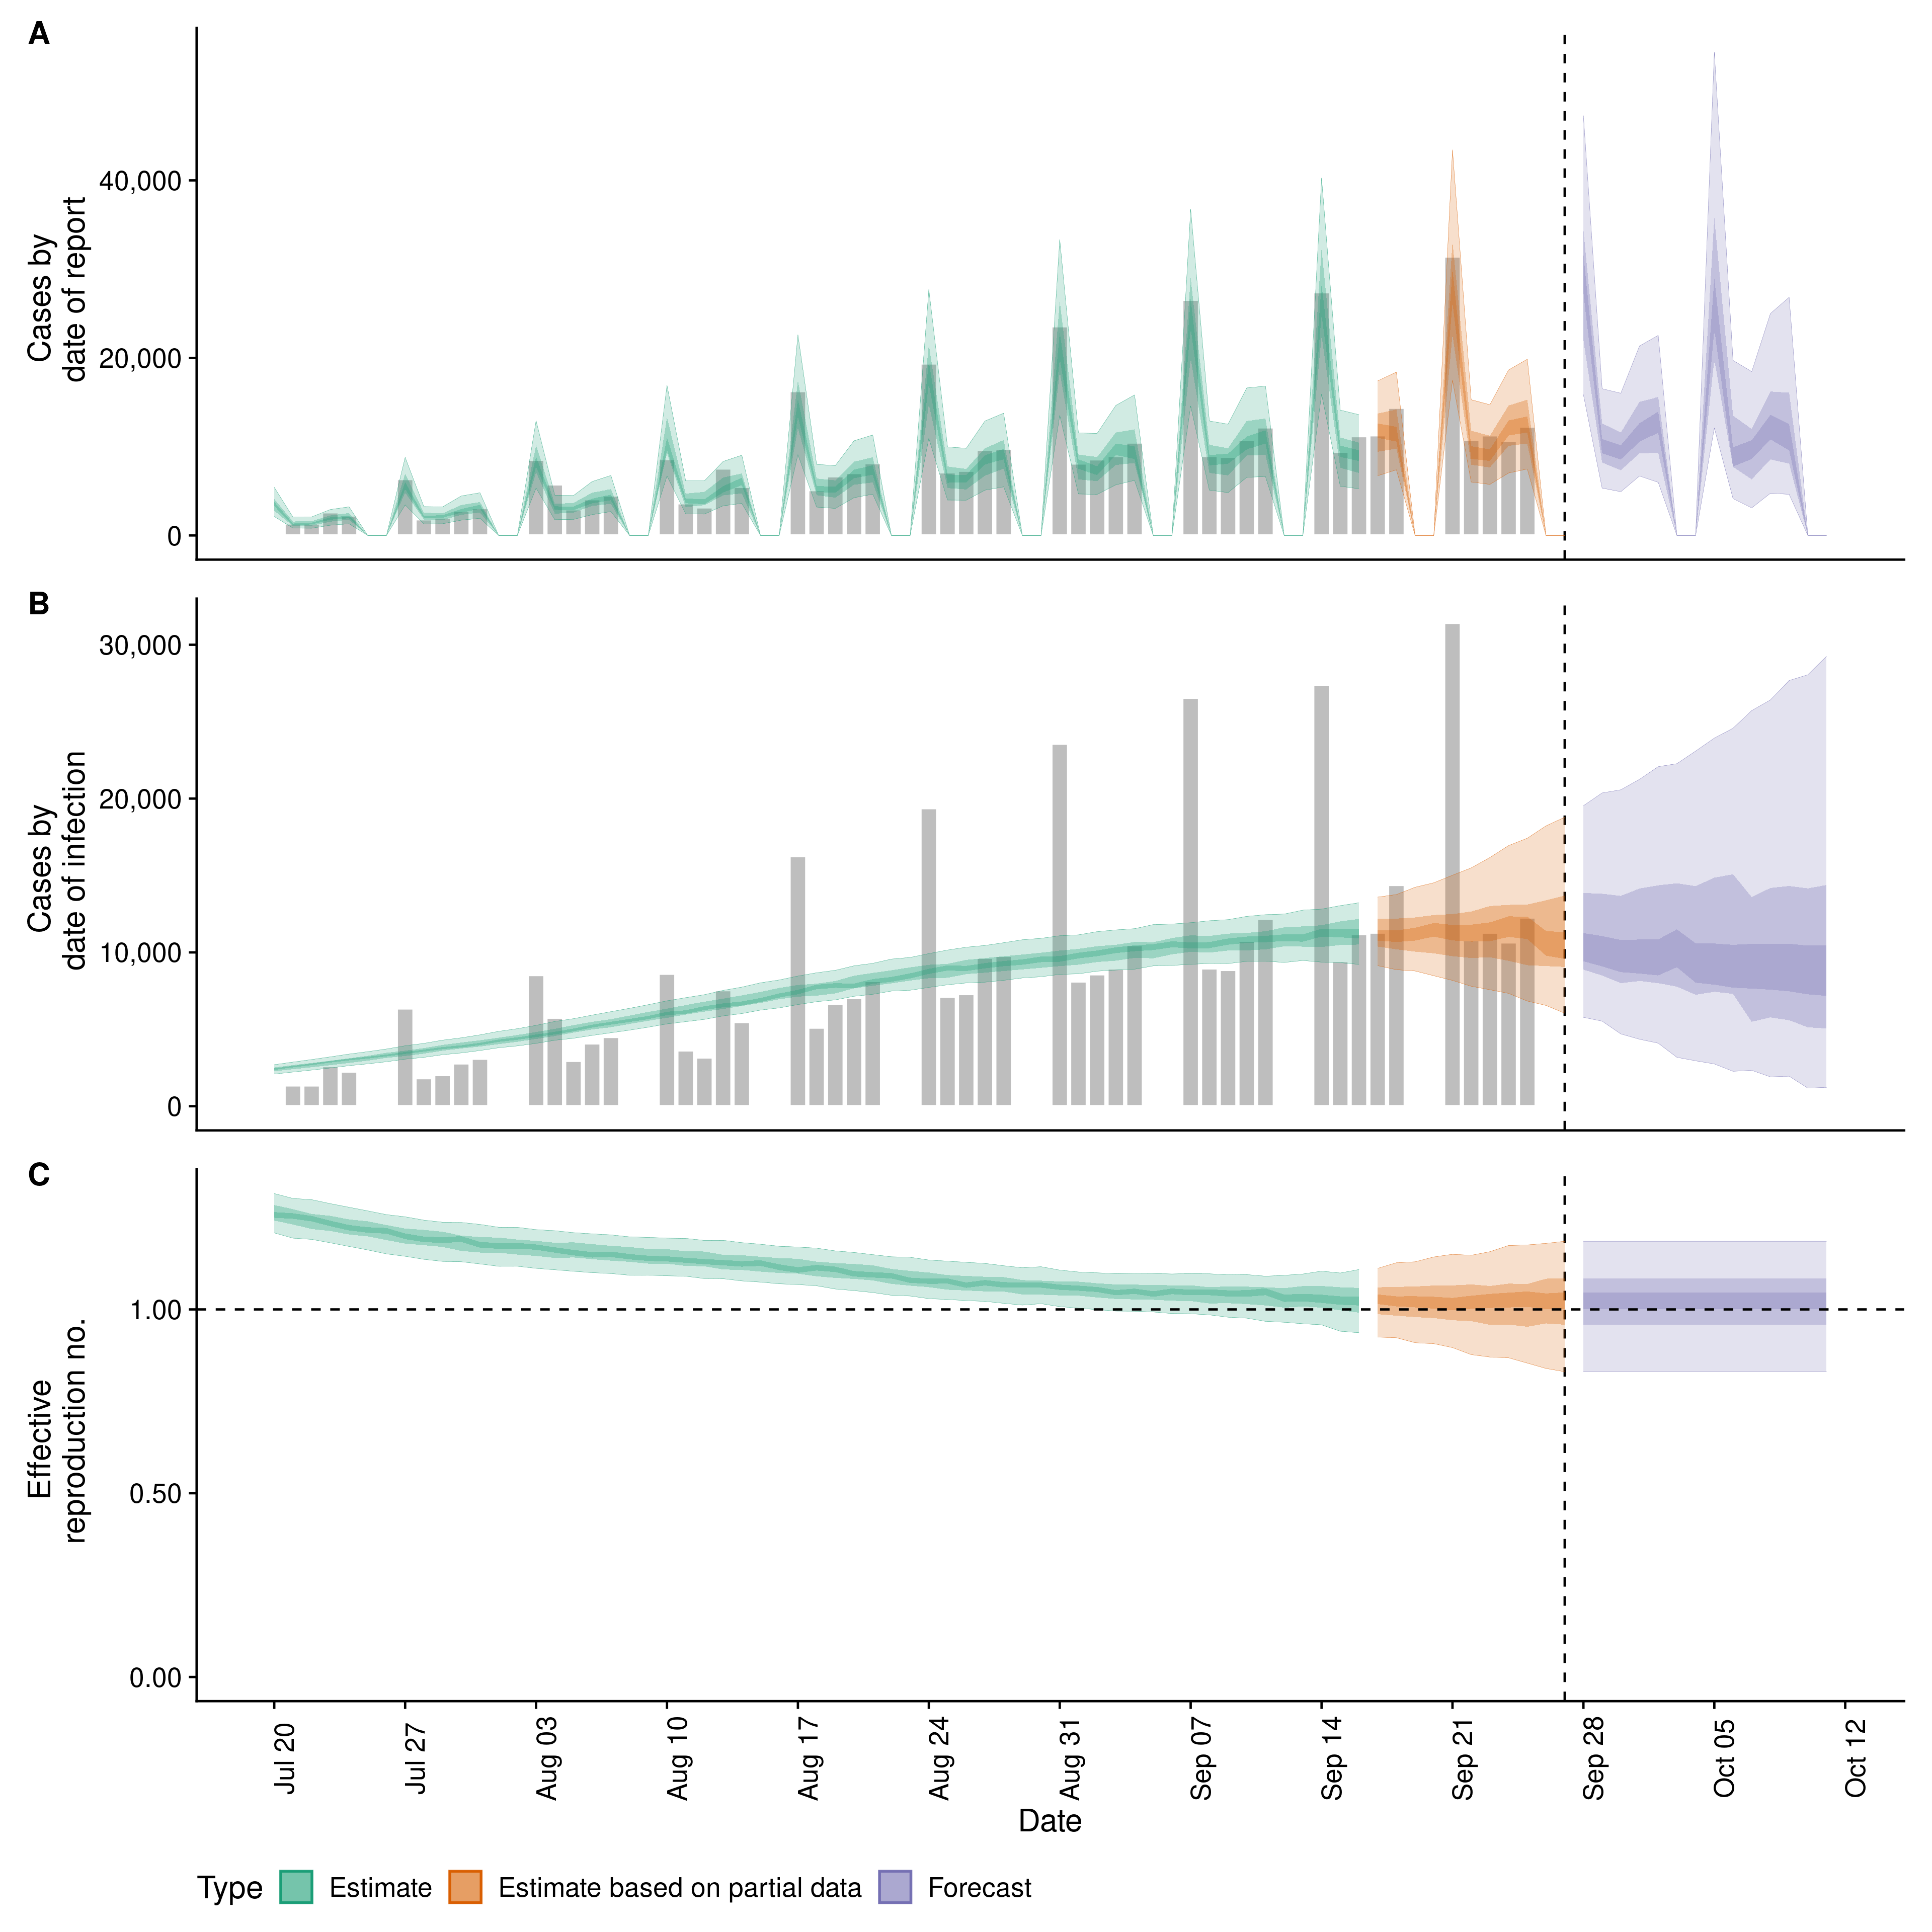 A
Cases by
date of report
40,000
20,000
0
B
Cases by
date of infection
30,000
20,000
10,000
0
C
Effective
reproduction no.
1.00
0.50
0.00
Jul 20
Jul 27
Aug 03
Aug 10
Aug 17
Aug 24
Aug 31
Sep 07
Sep 14
Sep 21
Sep 28
Oct 05
Oct 12
Date
Type Estimate Estimate based on partial data Forecast